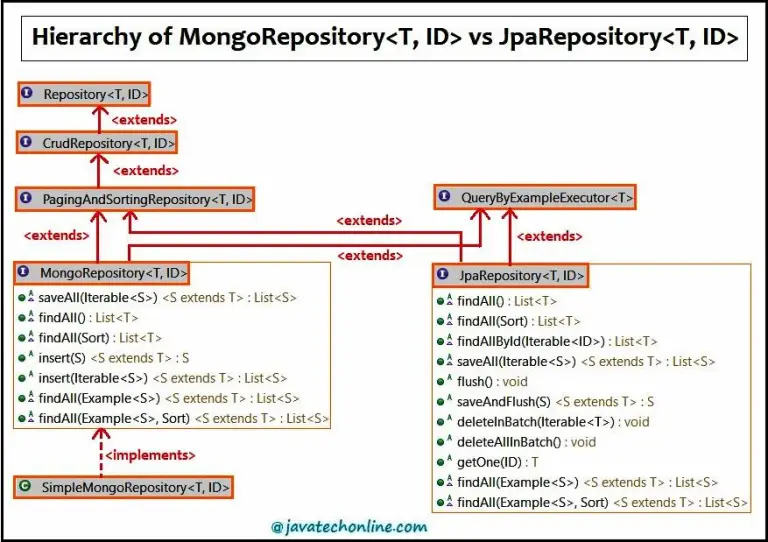 Hierarchy of MongoRepository<T, ID> vs JpaRepository<T, ID>
I Repository<T, ID>
<extends>
I CrudRepository<T, ID>
<extends>
I PagingAndSortingRepository<T, ID>
I QueryByExampleExecutor<T>
<extends>
<extends>
<extends>
<extends>
I MongoRepository<T, ID>
A saveAll(Iterable<S>) <S extends T> : List<S>
A findAll() : List<T>
A findAll(Sort) : List<T>
A insert(S) <S extends T> : S
A insert(Iterable<S>) <S extends T> : List<S>
A findAll(Example<S>) <S extends T> : List<S>
A findAll(Example<S>, Sort) <S extends T> : List<S>
<implements>
C SimpleMongoRepository<T, ID>
I JpaRepository<T, ID>
A findAll() : List<T>
A findAll(Sort) : List<T>
A findAllById(Iterable<ID>) : List<T>
A saveAll(Iterable<S>) <S extends T> : List<S>
A flush() : void
A saveAndFlush(S) <S extends T> : S
A deleteInBatch(Iterable<T>) : void
A deleteAllInBatch() : void
A getOne(ID) : T
A findAll(Example<S>) <S extends T> : List<S>
A findAll(Example<S>, Sort) <S extends T> : List<S>
@javatechonline.com